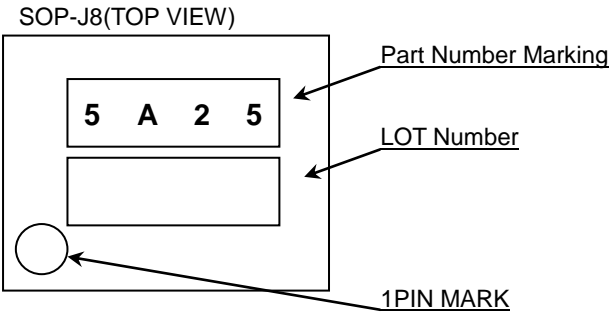 SOP-J8(TOP VIEW)
Part Number Marking
5 A 2 5
LOT Number
1PIN MARK